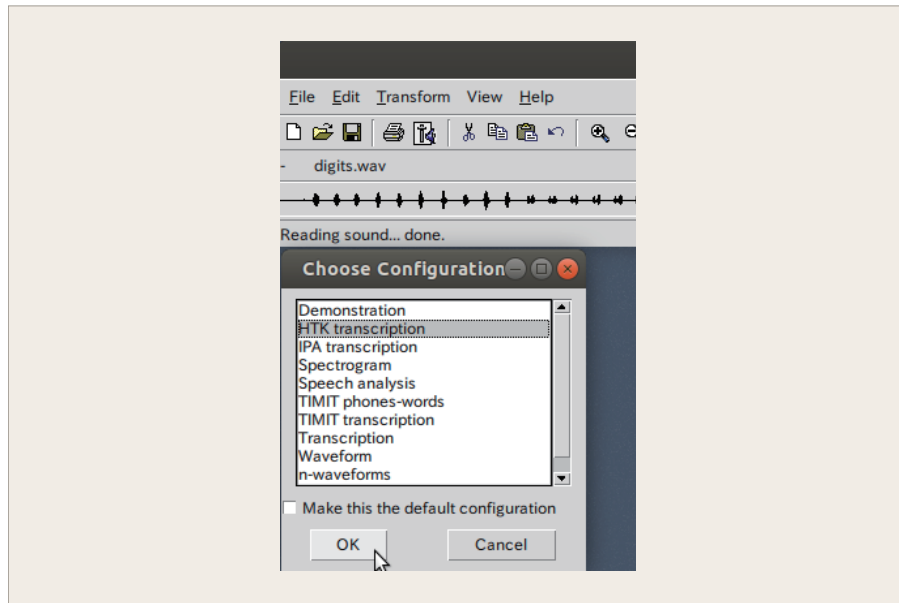 File Edit Transform View Help
- digits.wav
Reading sound... done.
Choose Configuration
Demonstration
HTK transcription
IPA transcription
Spectrogram
Speech analysis
TIMIT phones-words
TIMIT transcription
Transcription
Waveform
n-waveforms
Make this the default configuration
OK Cancel